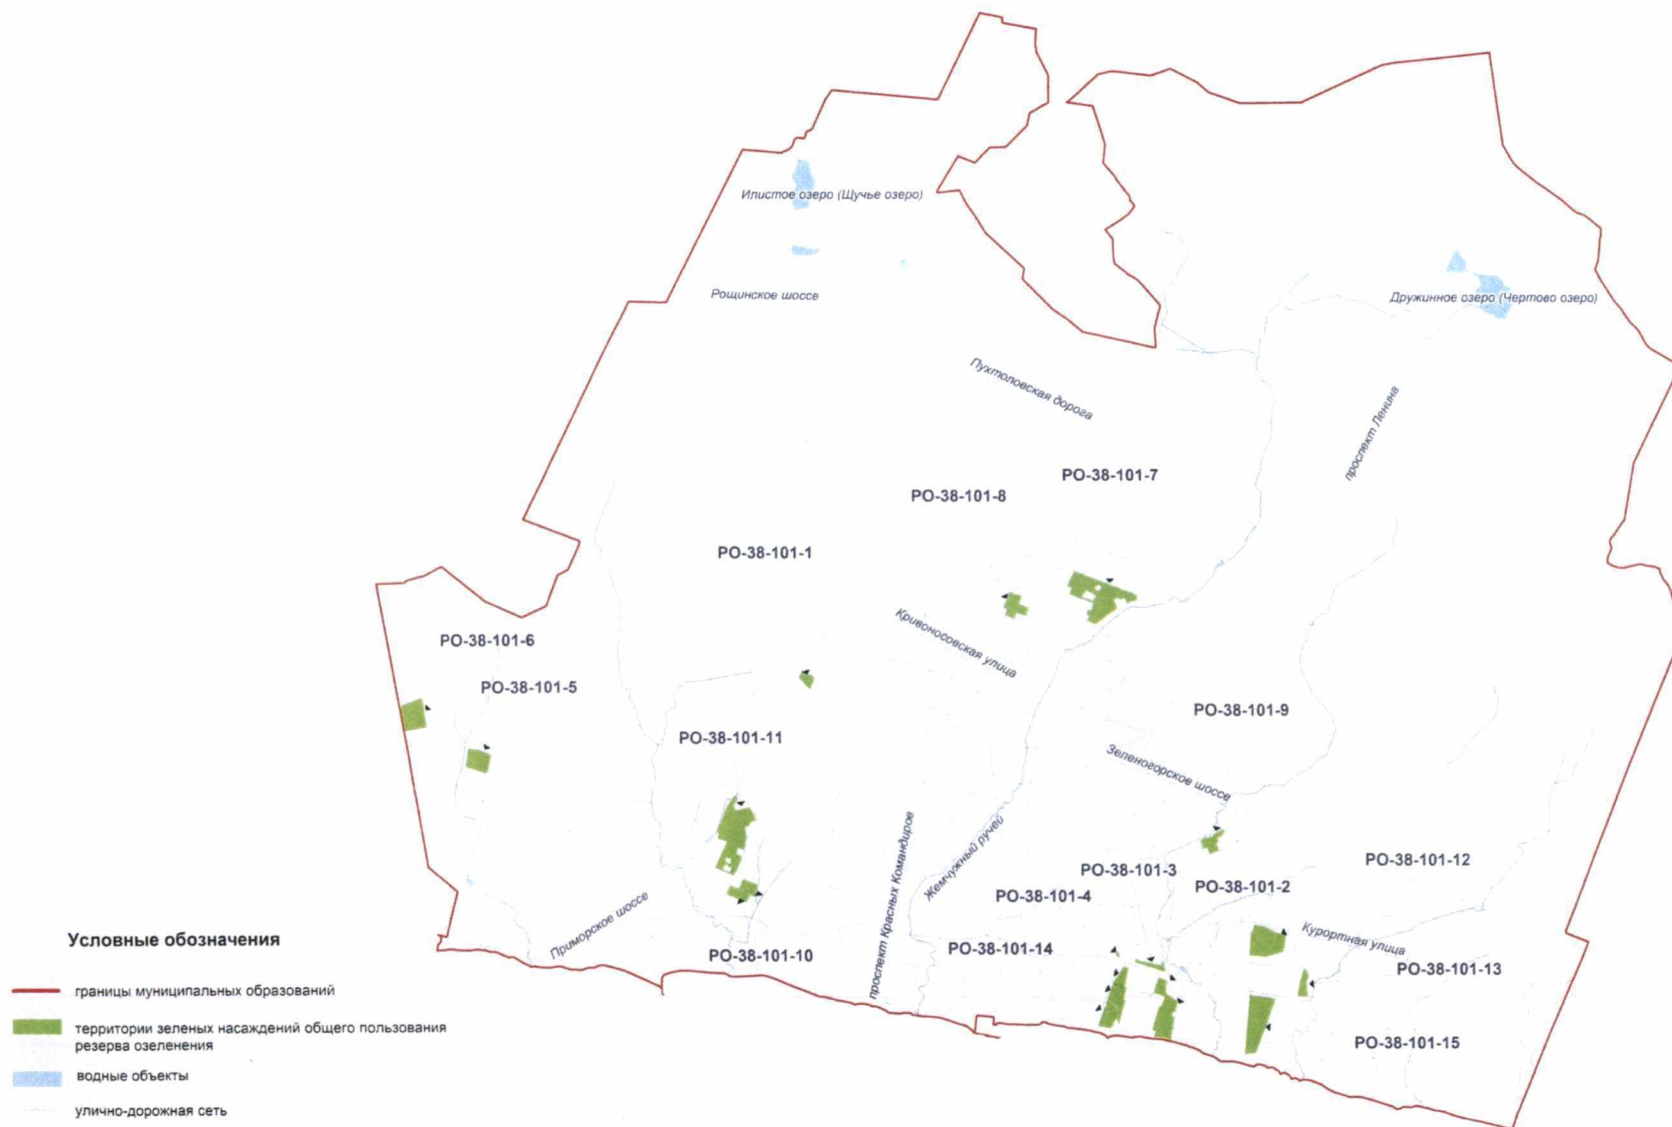 Илистое озеро (Щучье озеро)
Рощинское шоссе
Дружинное озеро (Чертово озеро)
Пухтоловская дорога
проспект Ленина
РО-38-101-7
РО-38-101-8
РО-38-101-1
Кривоносовская улица
РО-38-101-6
РО-38-101-5
РО-38-101-9
РО-38-101-11
Зеленогорское шоссе
проспект Красных Командиров
Жемчужный ручей
РО-38-101-12
РО-38-101-3
РО-38-101-2
РО-38-101-4
Приморское шоссе
Курортная улица
РО-38-101-14
РО-38-101-10
РО-38-101-13
РО-38-101-15
Условные обозначения
границы муниципальных образований
территории зеленых насаждений общего пользования
резерва озеленения
водные объекты
улично-дорожная сеть